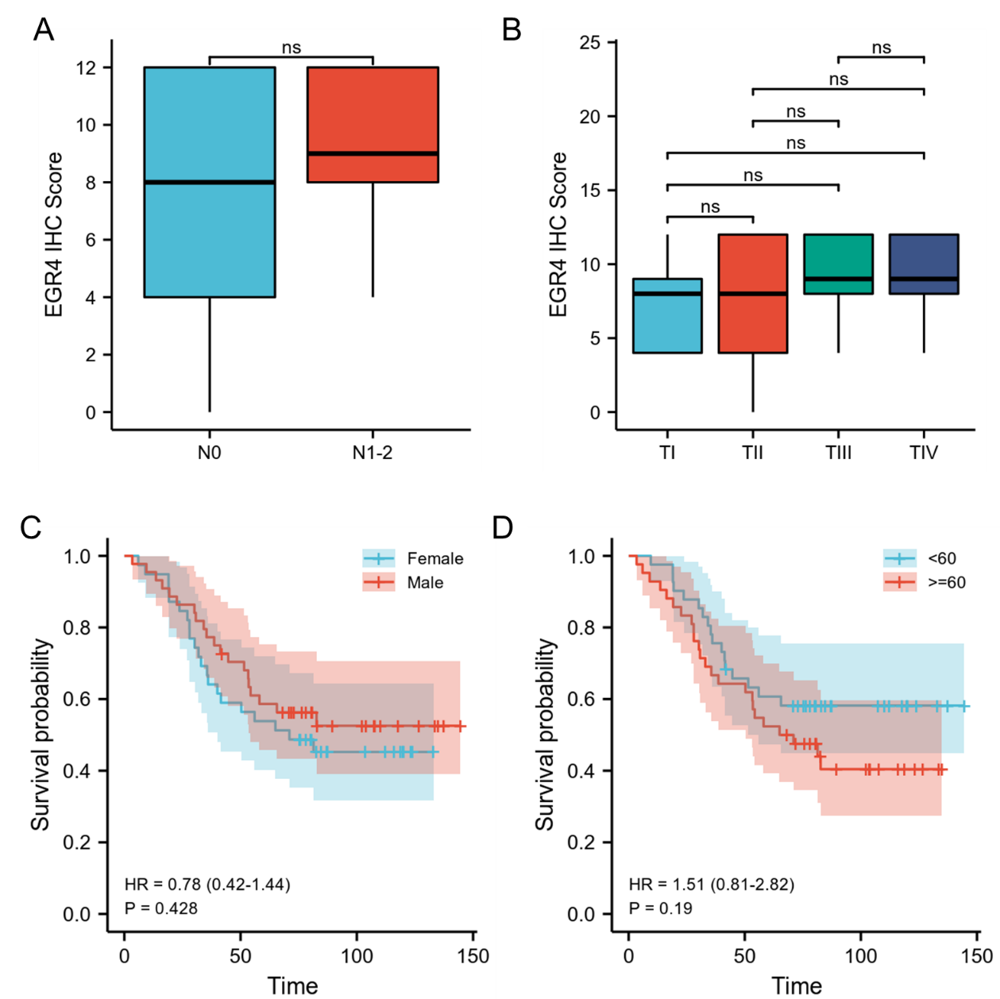 A
ns
12
10
8
6
4
2
0
EGR4 IHC Score
N0 N1-2
B
25
20
15
10
5
0
EGR4 IHC Score
ns
ns
ns
ns
ns
ns
TI TII TIII TIV
C
1.0
0.8
0.6
0.4
0.2
0.0
Survival probability
Female
Male
HR = 0.78 (0.42-1.44)
P = 0.428
0 50 100 150
Time
D
1.0
0.8
0.6
0.4
0.2
0.0
Survival probability
<60
>=60
HR = 1.51 (0.81-2.82)
P = 0.19
0 50 100 150
Time